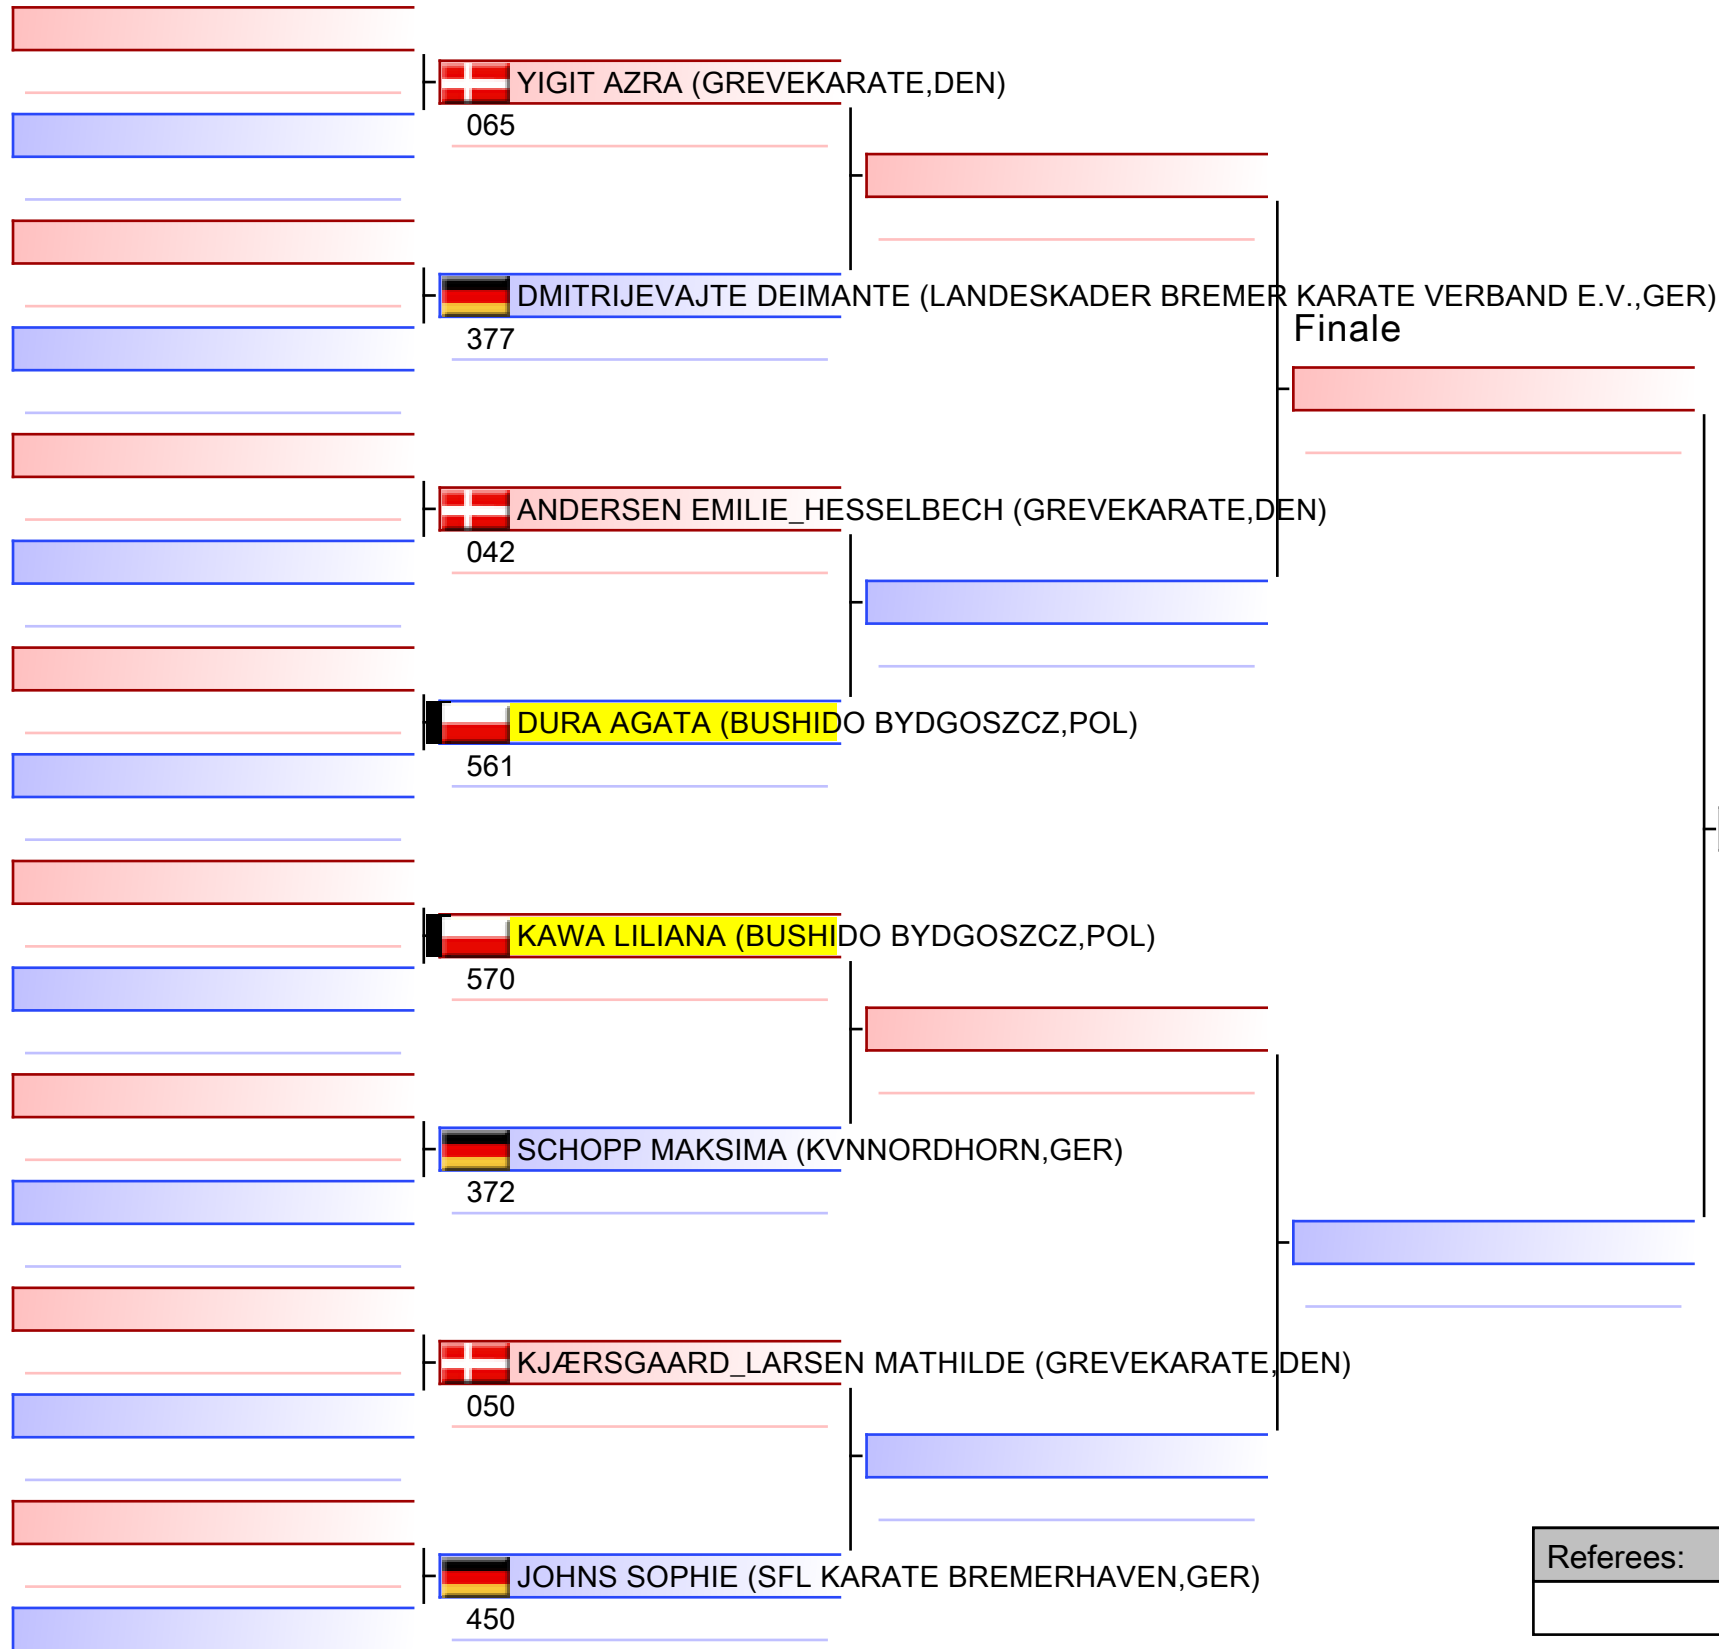 YIGIT AZRA (GREVEKARATE,DEN)
065
DMITRIJEVAJTE DEIMANTE (LANDESKADER BREMER KARATE VERBAND E.V.,GER)
Finale
377
ANDERSEN EMILIE_HESSELBECH (GREVEKARATE,DEN)
042
DURA AGATA (BUSHIDO BYDGOSZCZ,POL)
561
KAWA LILIANA (BUSHIDO BYDGOSZCZ,POL)
570
SCHOPP MAKSIMA (KVNNORDHORN,GER)
372
KJÆRSGAARD_LARSEN MATHILDE (GREVEKARATE,DEN)
050
JOHNS SOPHIE (SFL KARATE BREMERHAVEN,GER)
450
Referees: